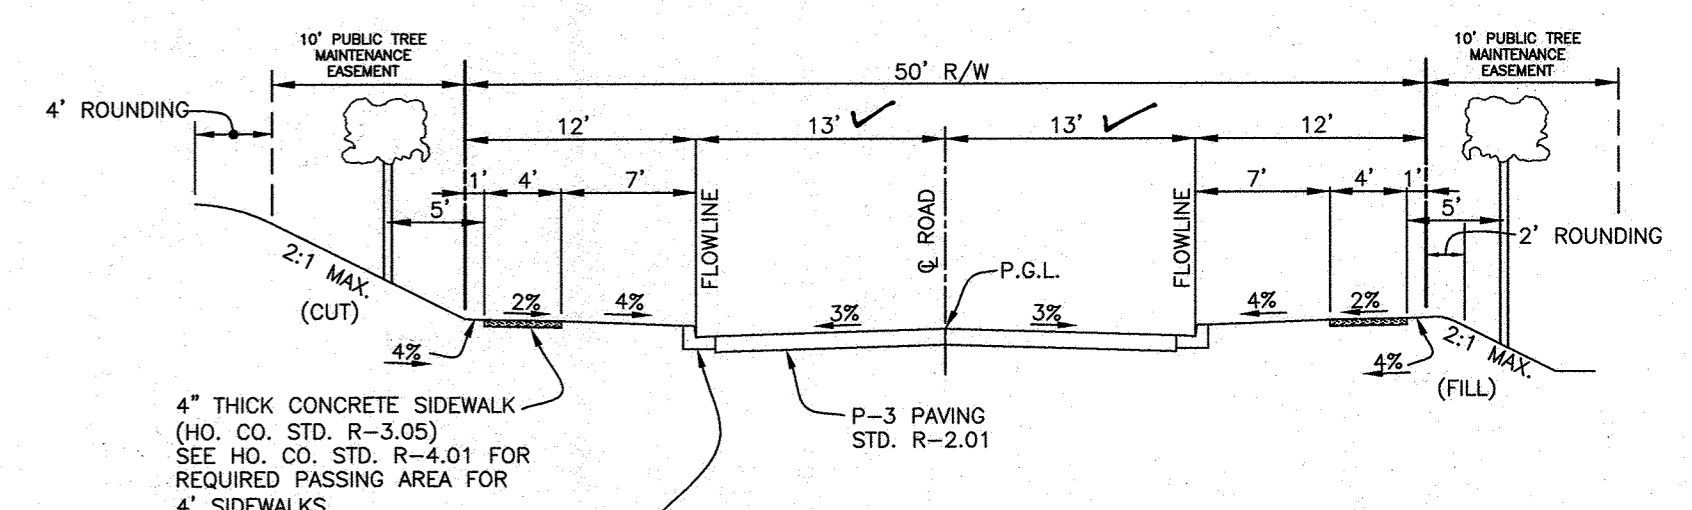 10' PUBLIC TREE
MAINTENANCE
EASEMENT
50' R/W
10' PUBLIC TREE
MAINTENANCE
EASEMENT
4' ROUNDING
12'
13'
13'
12'
1'
4'
7'
7'
4'
1'
5'
5'
FLOWLINE
℄ ROAD
FLOWLINE
2' ROUNDING
2:1 MAX.
(CUT)
P.G.L.
2%
4%
3%
3%
4%
2%
4%
4%
2:1 MAX.
(FILL)
4" THICK CONCRETE SIDEWALK
(HO. CO. STD. R-3.05)
SEE HO. CO. STD. R-4.01 FOR
REQUIRED PASSING AREA FOR
4' SIDEWALKS
P-3 PAVING
STD. R-2.01